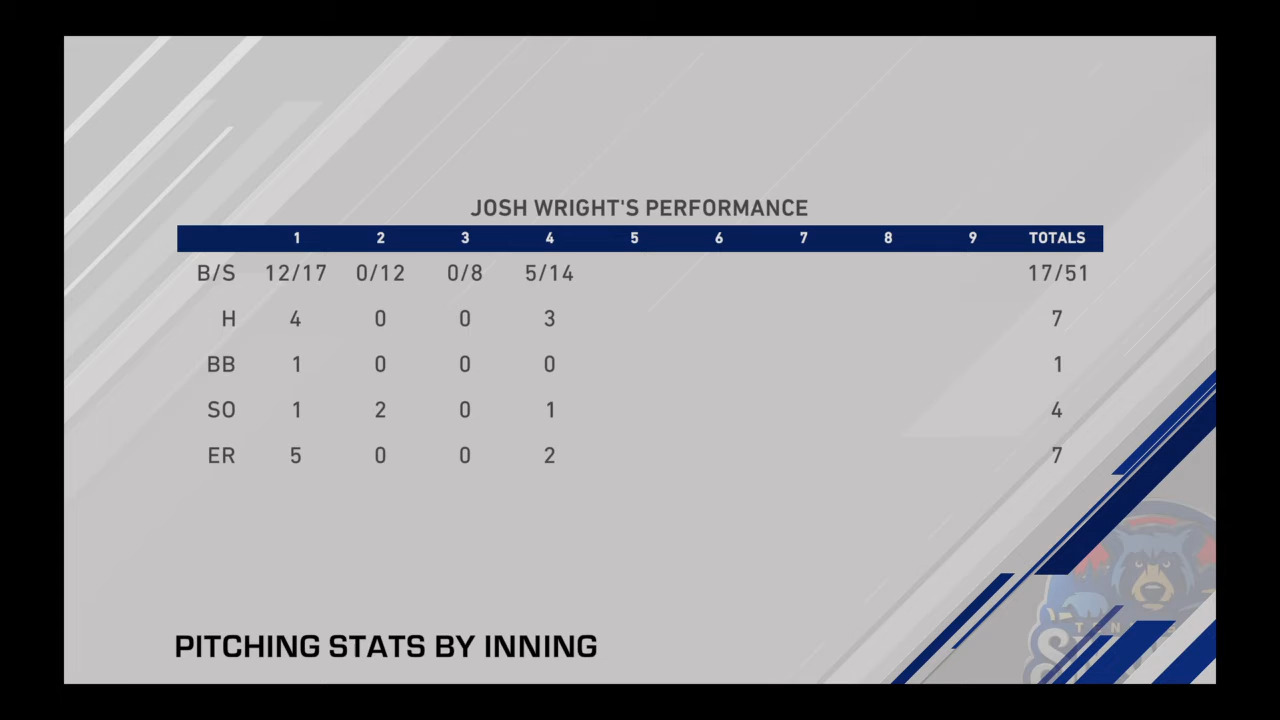 JOSH WRIGHT'S PERFORMANCE
1 2 3 4 5 6 7 8 9 TOTALS
B/S 12/17 0/12 0/8 5/14 17/51
H 4 0 0 3 7
BB 1 0 0 0 1
SO 1 2 0 1 4
ER 5 0 0 2 7
PITCHING STATS BY INNING